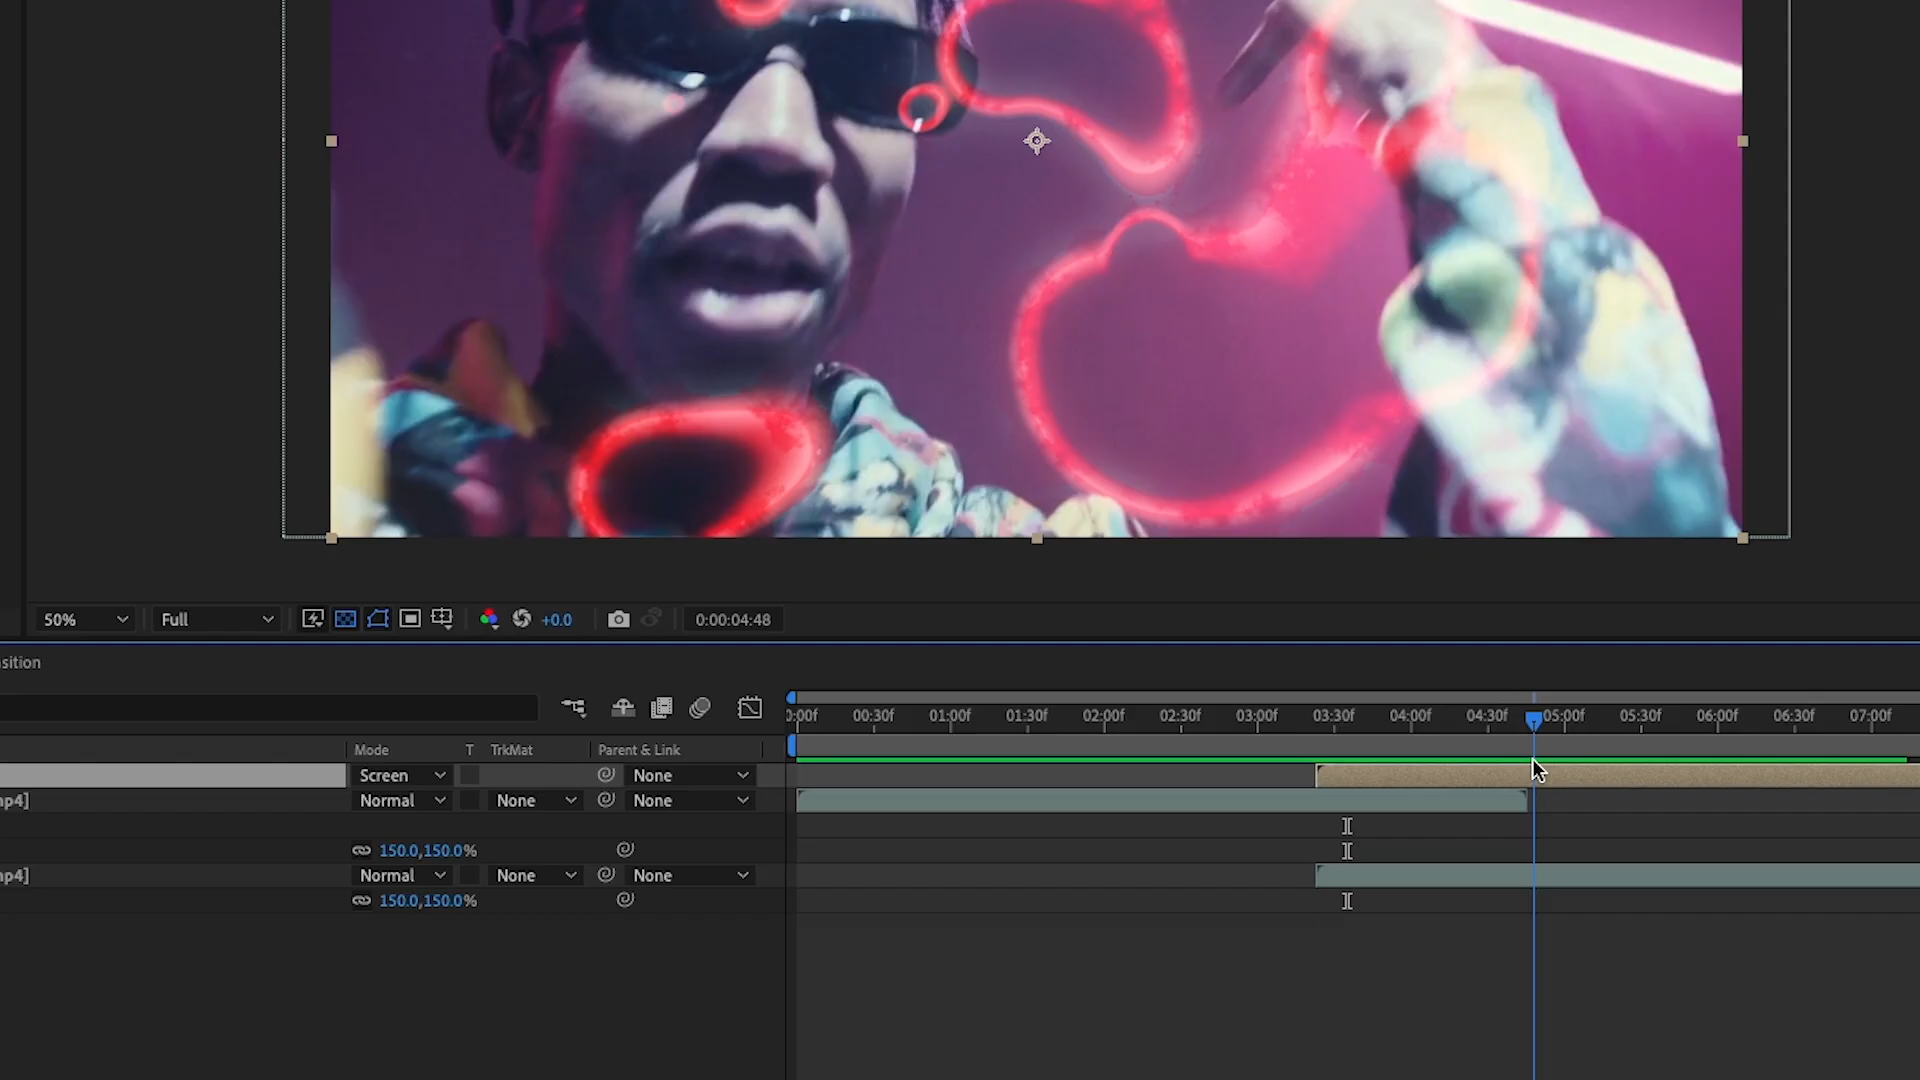 50%
Full
+0.0
0:00:04:48
sition
0:00f 00:30f 01:00f 01:30f 02:00f 02:30f 03:00f 03:30f 04:00f 04:30f 05:00f 05:30f 06:00f 06:30f 07:00f
Mode T TrkMat Parent & Link
Screen None
np4] Normal None None
150.0,150.0%
np4] Normal None None
150.0,150.0%